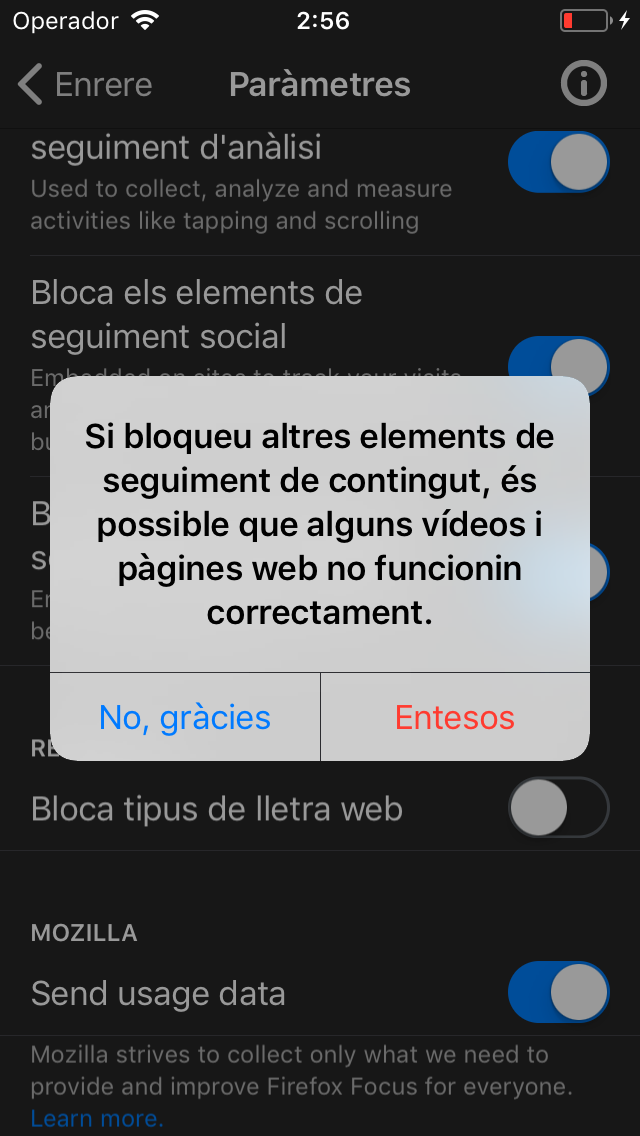 Operador
2:56
Enrere
Paràmetres
seguiment d'anàlisi
Used to collect, analyze and measure
activities like tapping and scrolling
Bloca els elements de
seguiment social
Si bloqueu altres elements de
seguiment de contingut, és
possible que alguns vídeos i
pàgines web no funcionin
correctament.
No, gràcies
Entesos
Bloca tipus de lletra web
MOZILLA
Send usage data
Mozilla strives to collect only what we need to
provide and improve Firefox Focus for everyone.
Learn more.